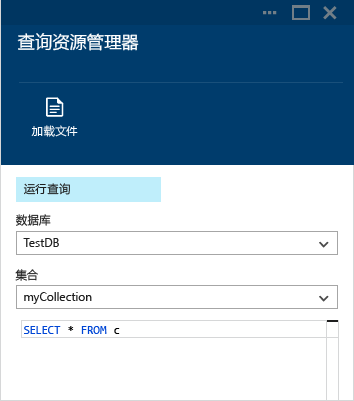 查询资源管理器
加载文件
运行查询
数据库
TestDB
集合
myCollection
SELECT * FROM c